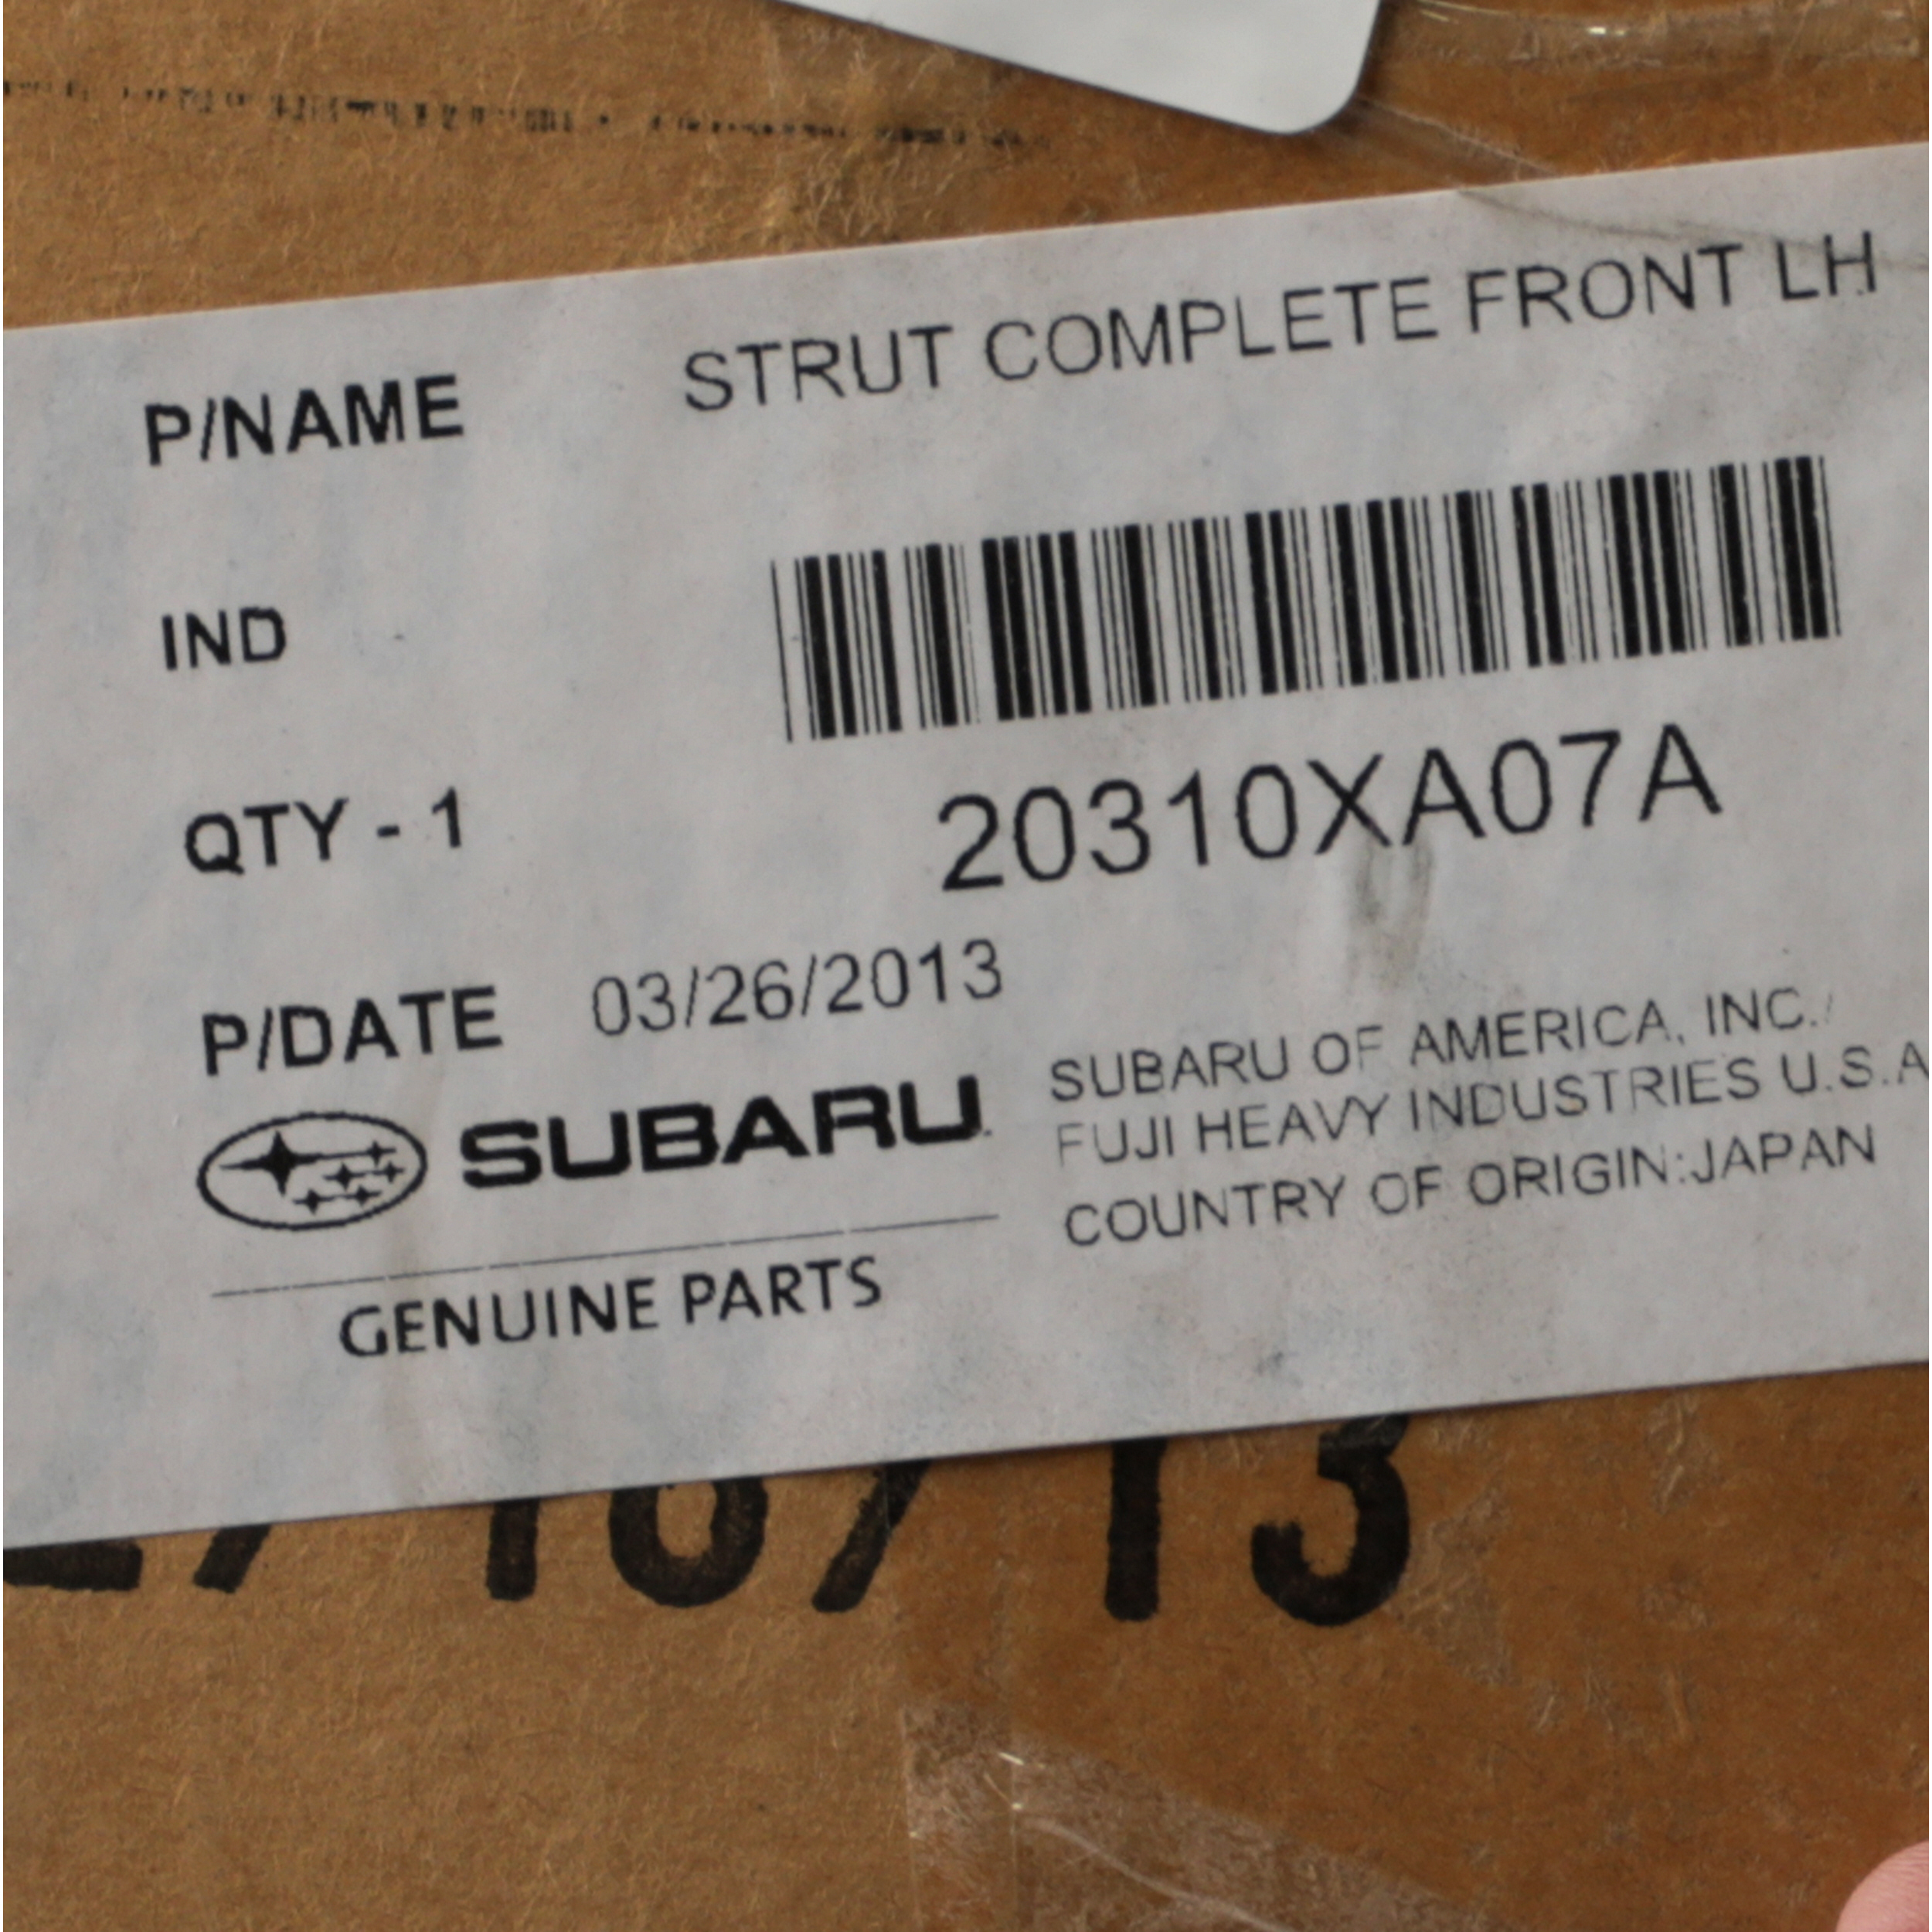 P/NAME STRUT COMPLETE FRONT LH
IND
QTY - 1 20310XA07A
P/DATE 03/26/2013
SUBARU
GENUINE PARTS
SUBARU OF AMERICA, INC./
FUJI HEAVY INDUSTRIES U.S.A
COUNTRY OF ORIGIN:JAPAN